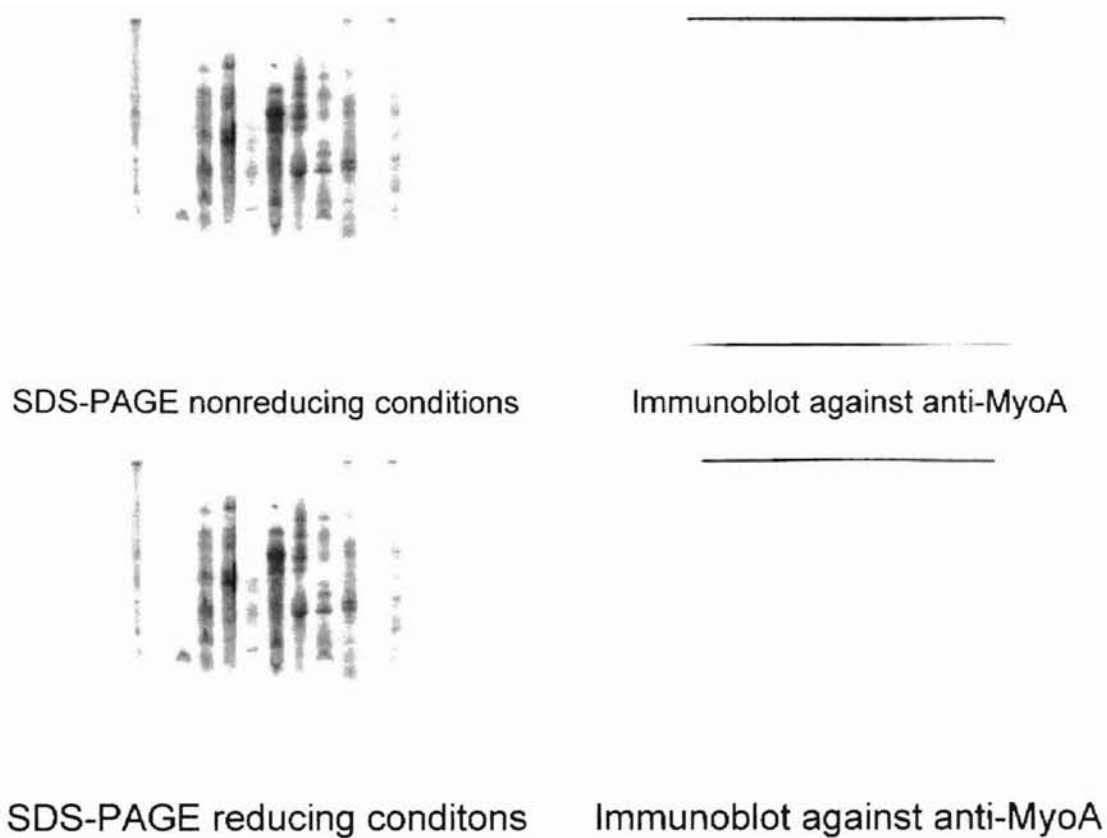 SDS-PAGE nonreducing conditions
Immunoblot against anti-MyoA
SDS-PAGE reducing conditons
Immunoblot against anti-MyoA